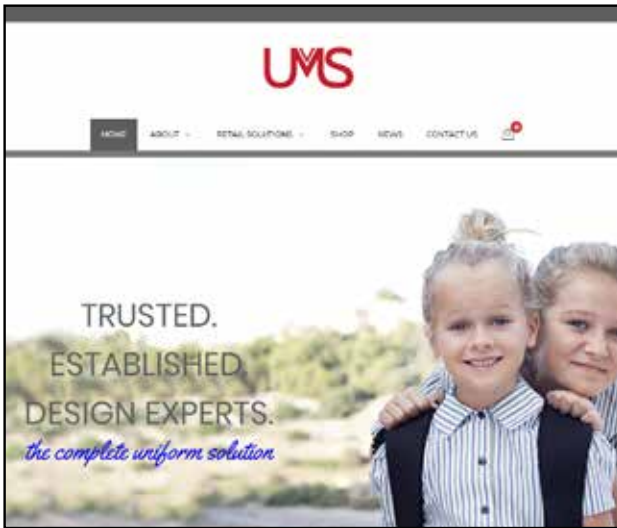 UMS
HOME ABOUT RETAIL SOLUTIONS SHOP NEWS CONTACT US
TRUSTED.
ESTABLISHED.
DESIGN EXPERTS.
the complete uniform solution